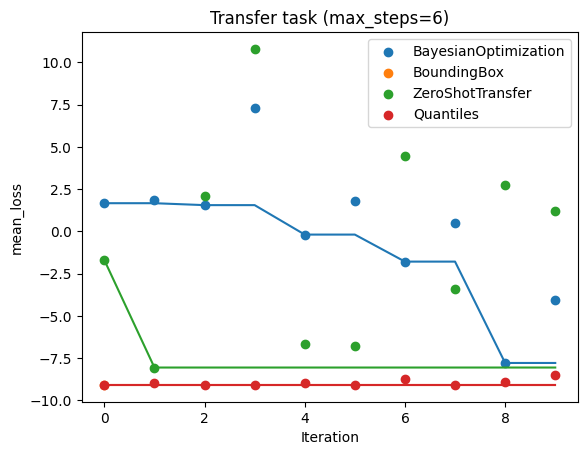 Transfer task (max_steps=6)
BayesianOptimization
BoundingBox
ZeroShotTransfer
Quantiles
mean_loss
10.0
7.5
5.0
2.5
0.0
−2.5
−5.0
−7.5
−10.0
0 2 4 6 8
Iteration